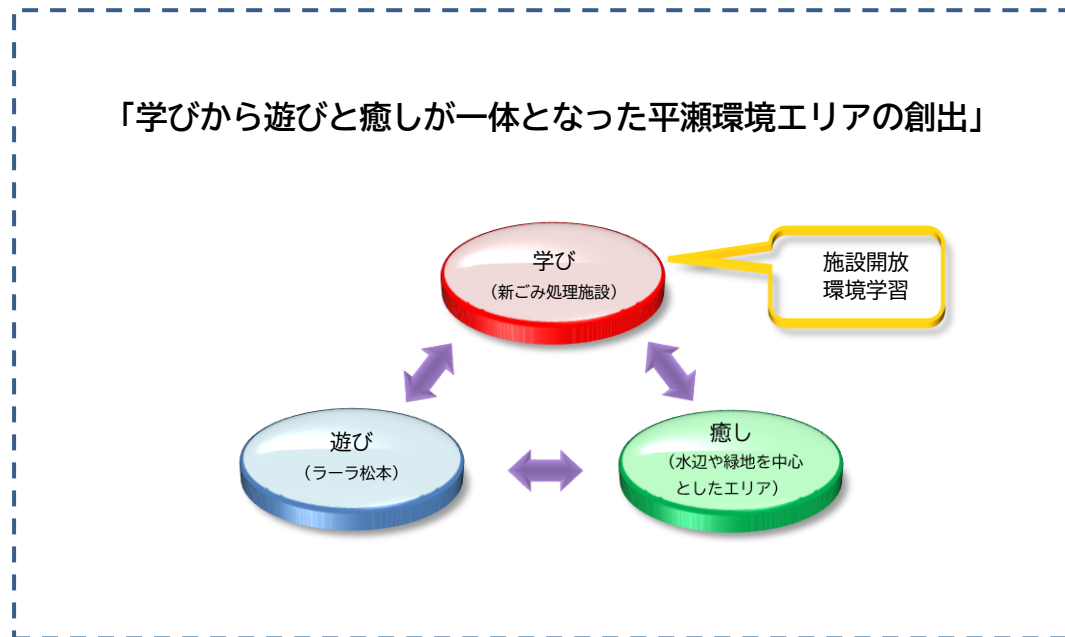 「学びから遊びと癒しが一体となった平瀬環境エリアの創出」
学び
（新ごみ処理施設）
施設開放
環境学習
遊び
（ラーラ松本）
癒し
（水辺や緑地を中心
としたエリア）